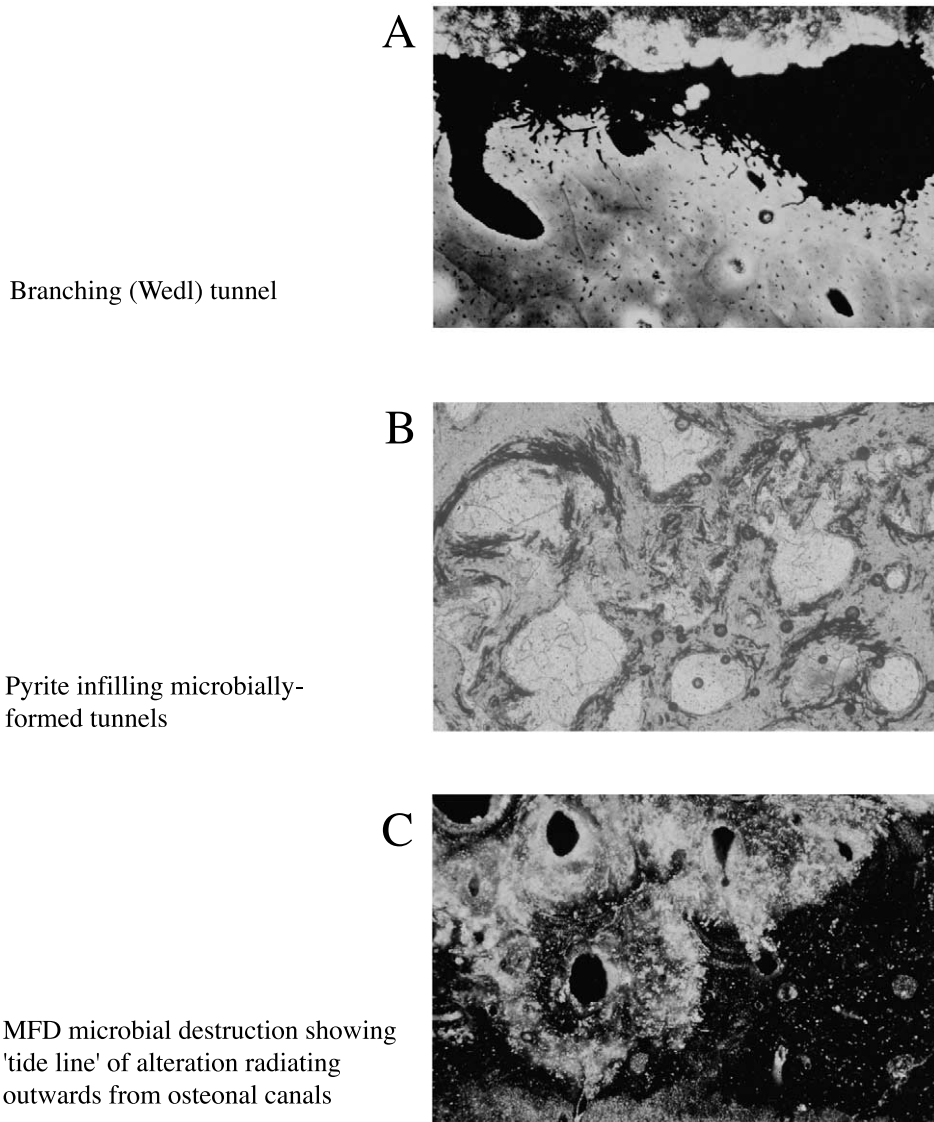 A
Branching (Wedl) tunnel
B
Pyrite infilling microbially-
formed tunnels
C
MFD microbial destruction showing
'tide line' of alteration radiating
outwards from osteonal canals